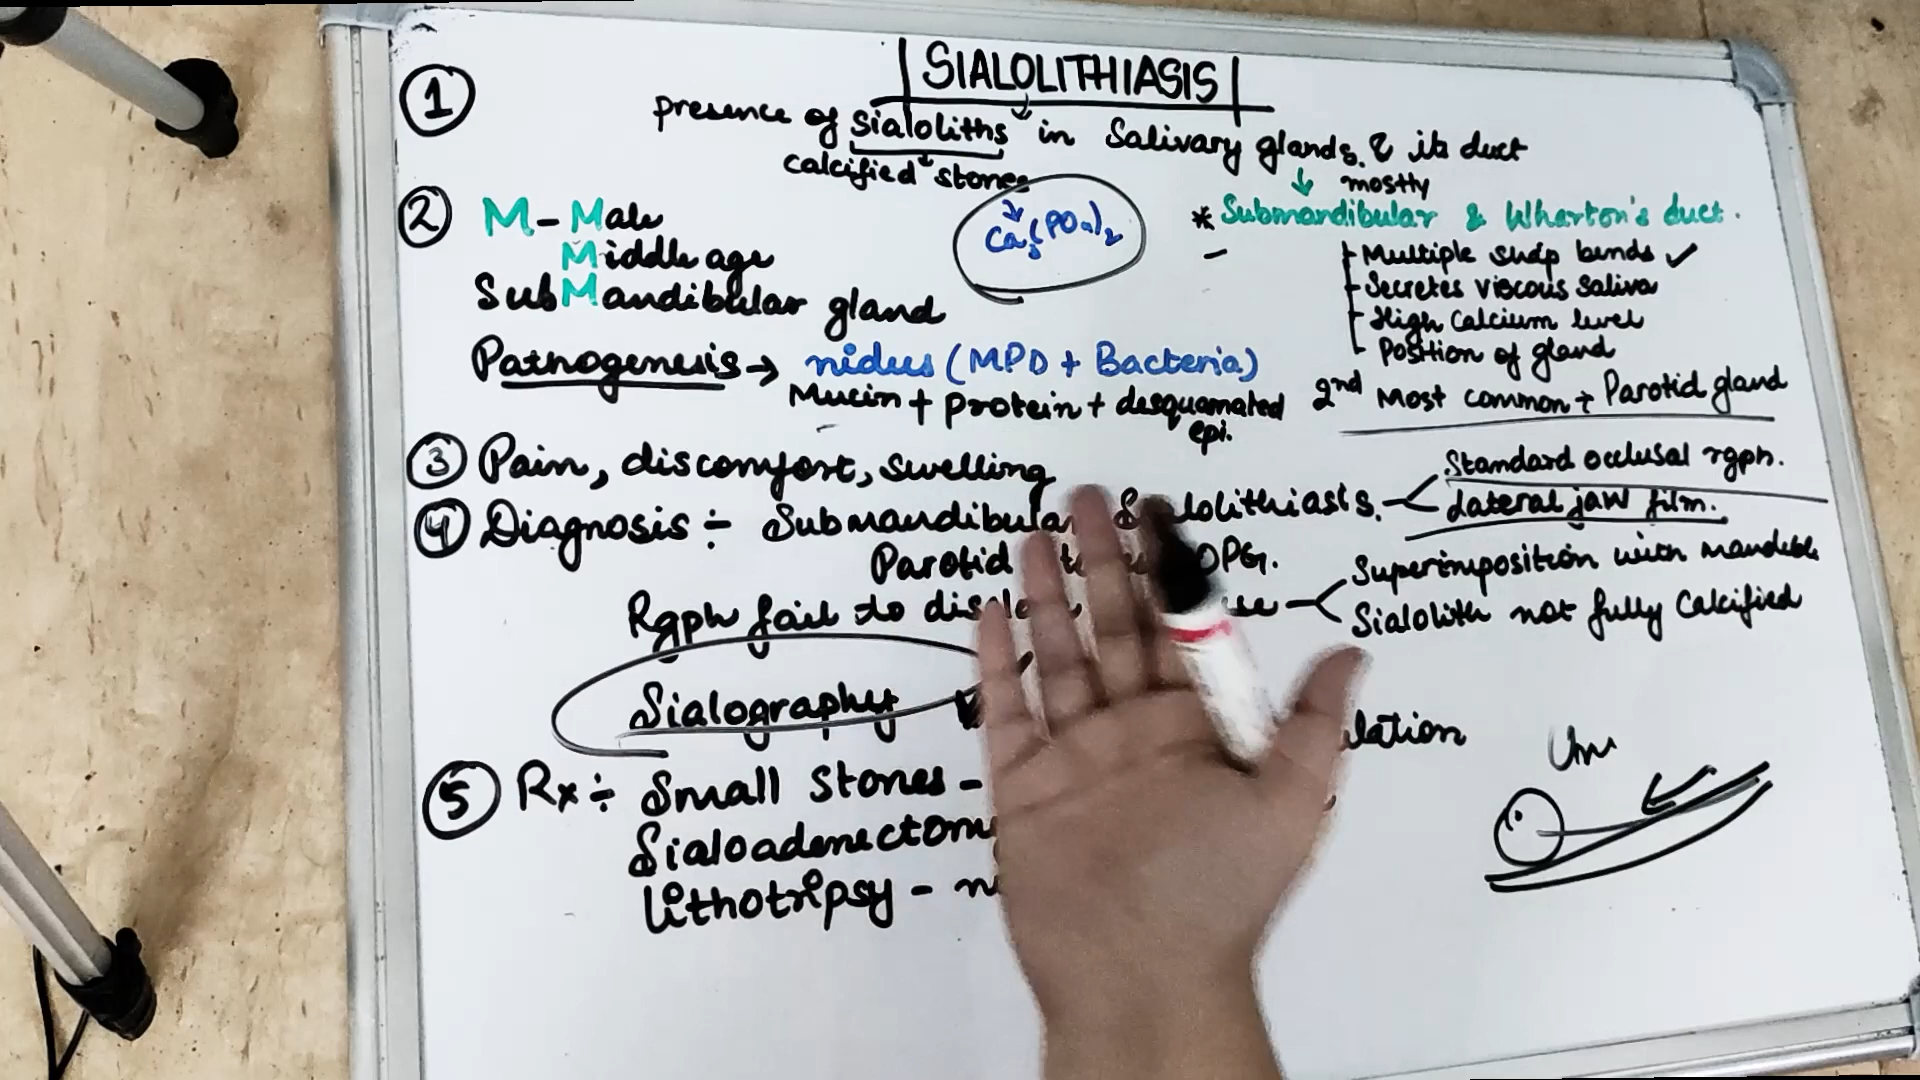 SIALOLITHIASIS
1 presence of sialoliths in Salivary glands & its duct
calcified stones
mostly
Ca3(PO4)2
* Submandibular & Wharton's duct.
2 M - Male
Middle age
SubMandibular gland
Multiple sharp bends ✓
Secretes viscous saliva
High Calcium level
Position of gland
Pathogenesis → nidus (MPD + Bacteria)
Mucin + protein + desquamated
epi.
2nd Most common + Parotid gland
3 Pain, discomfort, swelling
4 Diagnosis ÷ Submandibular Sialolithiasis.
Standard occlusal rgph.
Lateral jaw film.
Parotid OPG.
Rgph fail to
Superimposition with mandible
Sialolith not fully Calcified
Sialography
5 Rx ÷ Small Stones -
Lithotripsy -